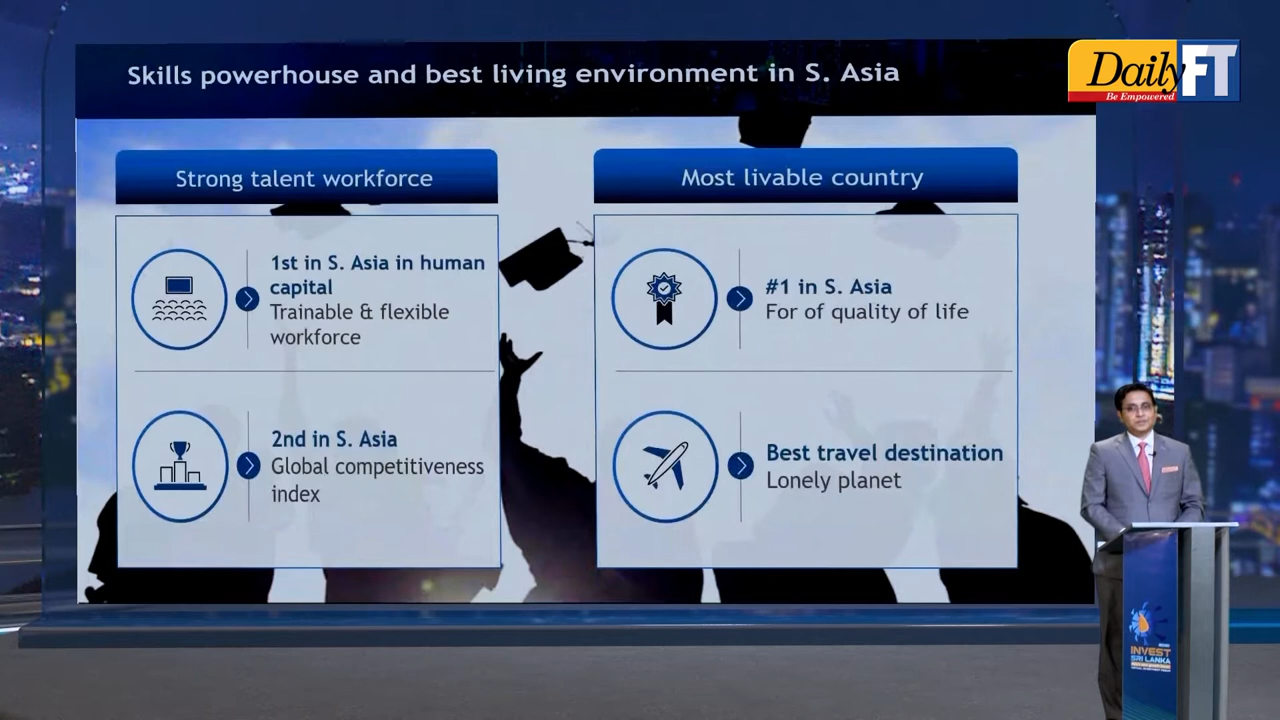 Skills powerhouse and best living environment in S. Asia
Daily FT
Be Empowered
Strong talent workforce
1st in S. Asia in human
capital
Trainable & flexible
workforce
2nd in S. Asia
Global competitiveness
index
Most livable country
#1 in S. Asia
For of quality of life
Best travel destination
Lonely planet
INVEST
SRI LANKA